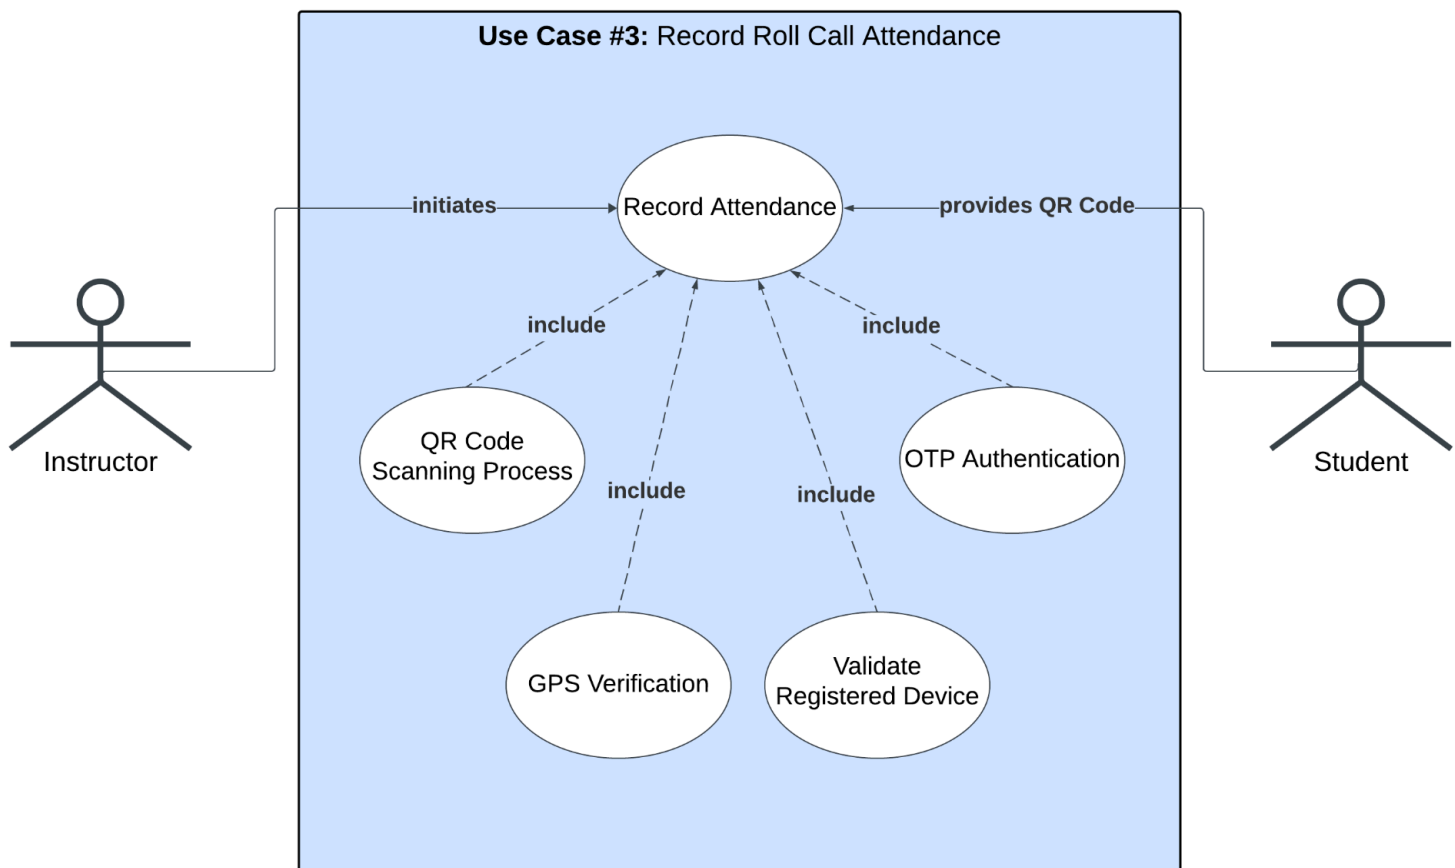 Use Case #3: Record Roll Call Attendance
initiates
Record Attendance
provides QR Code
include
include
QR Code
Scanning Process
OTP Authentication
Instructor
Student
include
include
GPS Verification
Validate
Registered Device